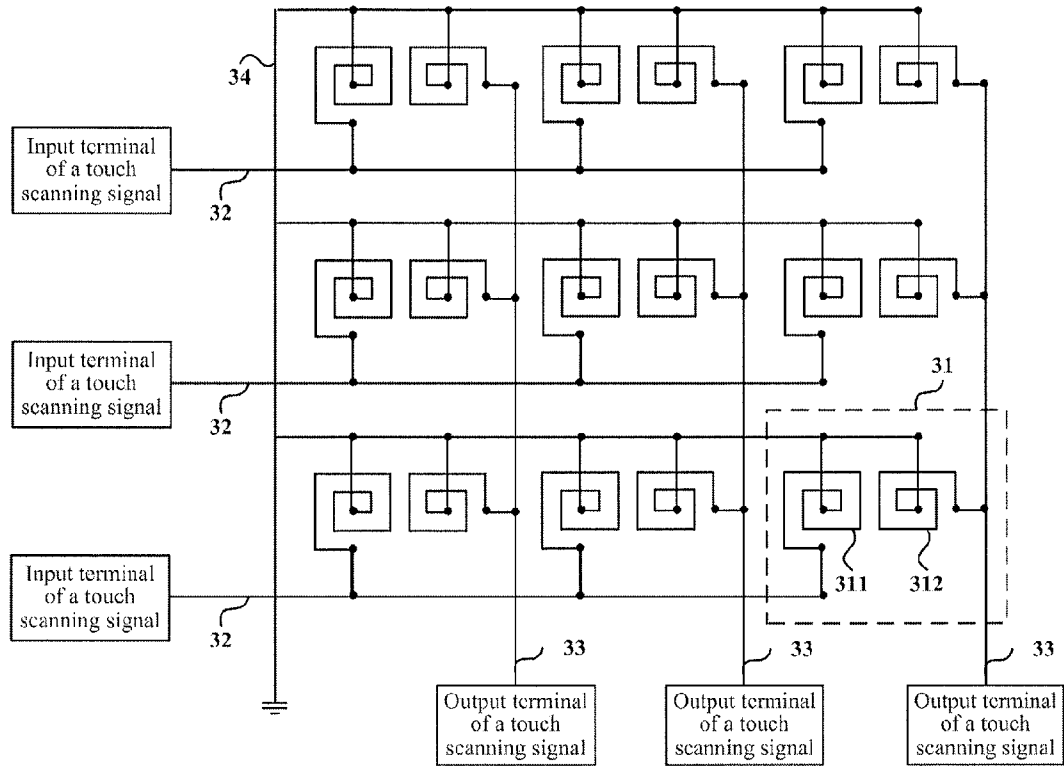 34
Input terminal
of a touch
scanning signal
32
Input terminal
of a touch
scanning signal
32
31
311
312
Input terminal
of a touch
scanning signal
32
33
33
33
Output terminal
of a touch
scanning signal
Output terminal
of a touch
scanning signal
Output terminal
of a touch
scanning signal